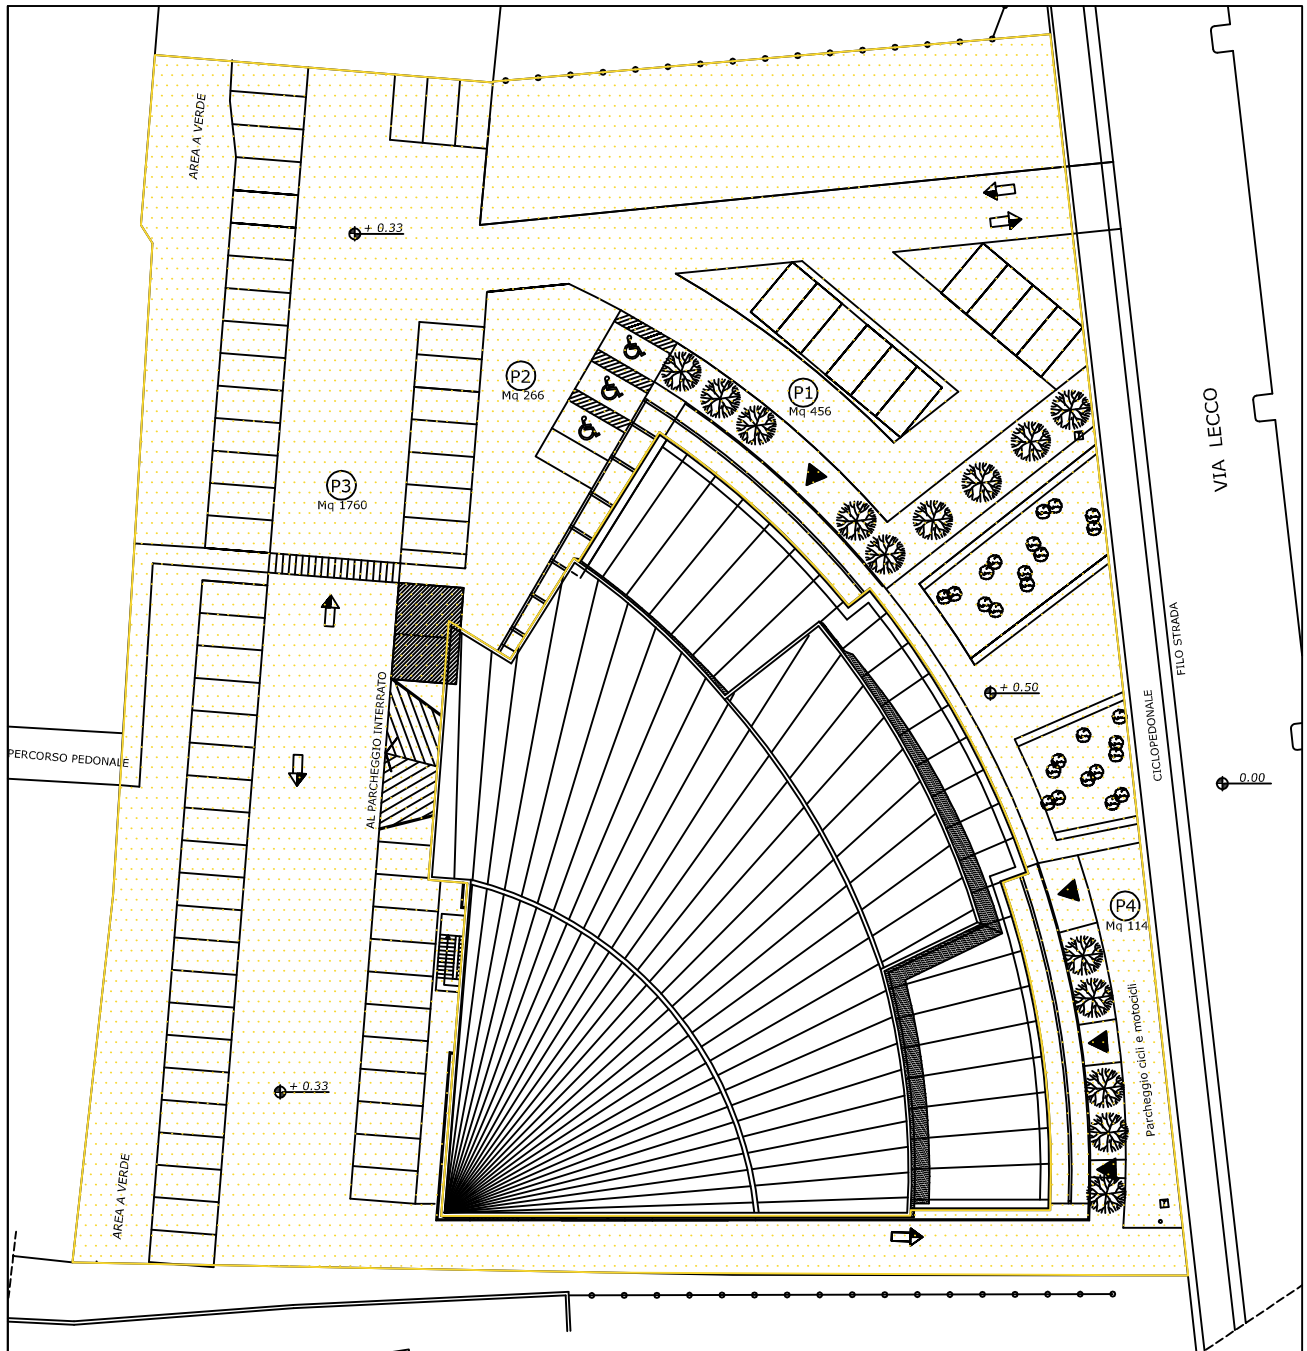 AREA A VERDE
+ 0.33
P2
Mq 266
P1
Mq 456
VIA LECCO
P3
Mq 1760
FILO STRADA
CICLOPEDONALE
+ 0.50
0.00
AL PARCHEGGIO INTERRATO
PERCORSO PEDONALE
P4
Mq 114
Parcheggio cicli e motocicli
+ 0.33
AREA A VERDE